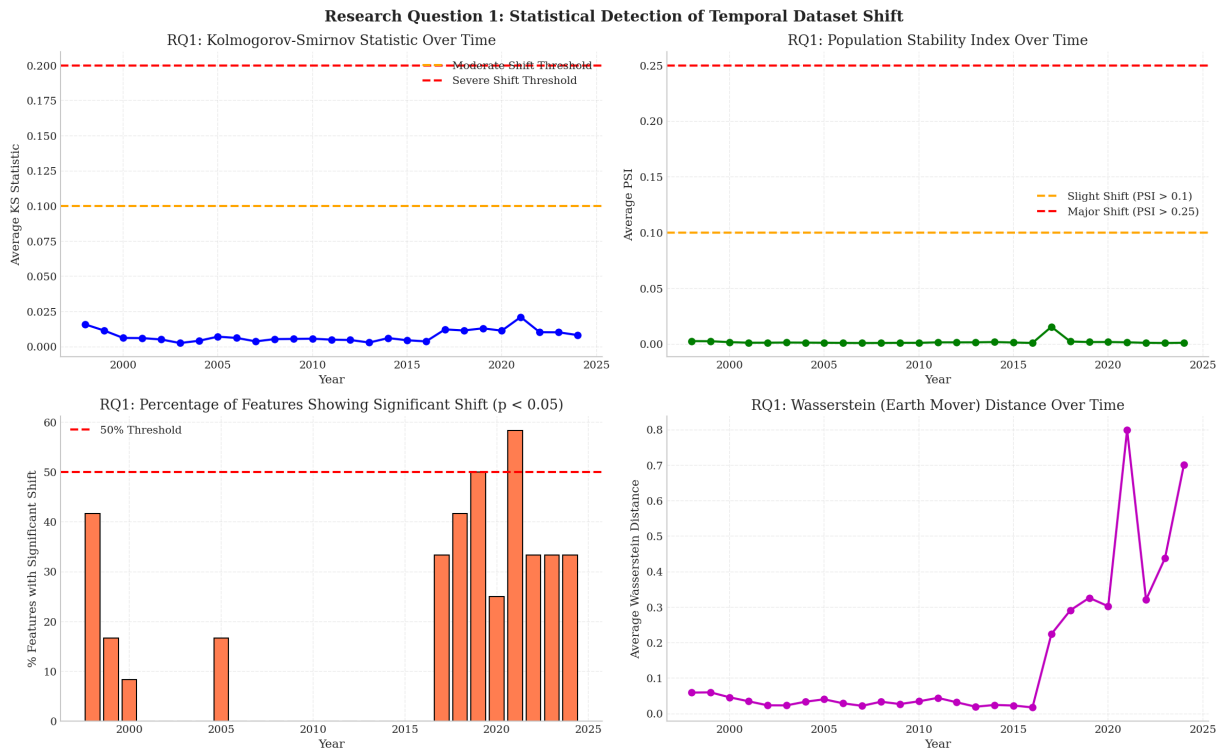 Research Question 1: Statistical Detection of Temporal Dataset Shift
RQ1: Kolmogorov-Smirnov Statistic Over Time
Average KS Statistic
0.200
0.175
0.150
0.125
0.100
0.075
0.050
0.025
0.000
Moderate Shift Threshold
Severe Shift Threshold
2000 2005 2010 2015 2020 2025
Year
RQ1: Population Stability Index Over Time
Average PSI
0.25
0.20
0.15
0.10
0.05
0.00
Slight Shift (PSI > 0.1)
Major Shift (PSI > 0.25)
2000 2005 2010 2015 2020 2025
Year
RQ1: Percentage of Features Showing Significant Shift (p < 0.05)
% Features with Significant Shift
60
50
40
30
20
10
0
50% Threshold
2000 2005 2010 2015 2020 2025
Year
RQ1: Wasserstein (Earth Mover) Distance Over Time
Average Wasserstein Distance
0.8
0.7
0.6
0.5
0.4
0.3
0.2
0.1
0.0
2000 2005 2010 2015 2020 2025
Year